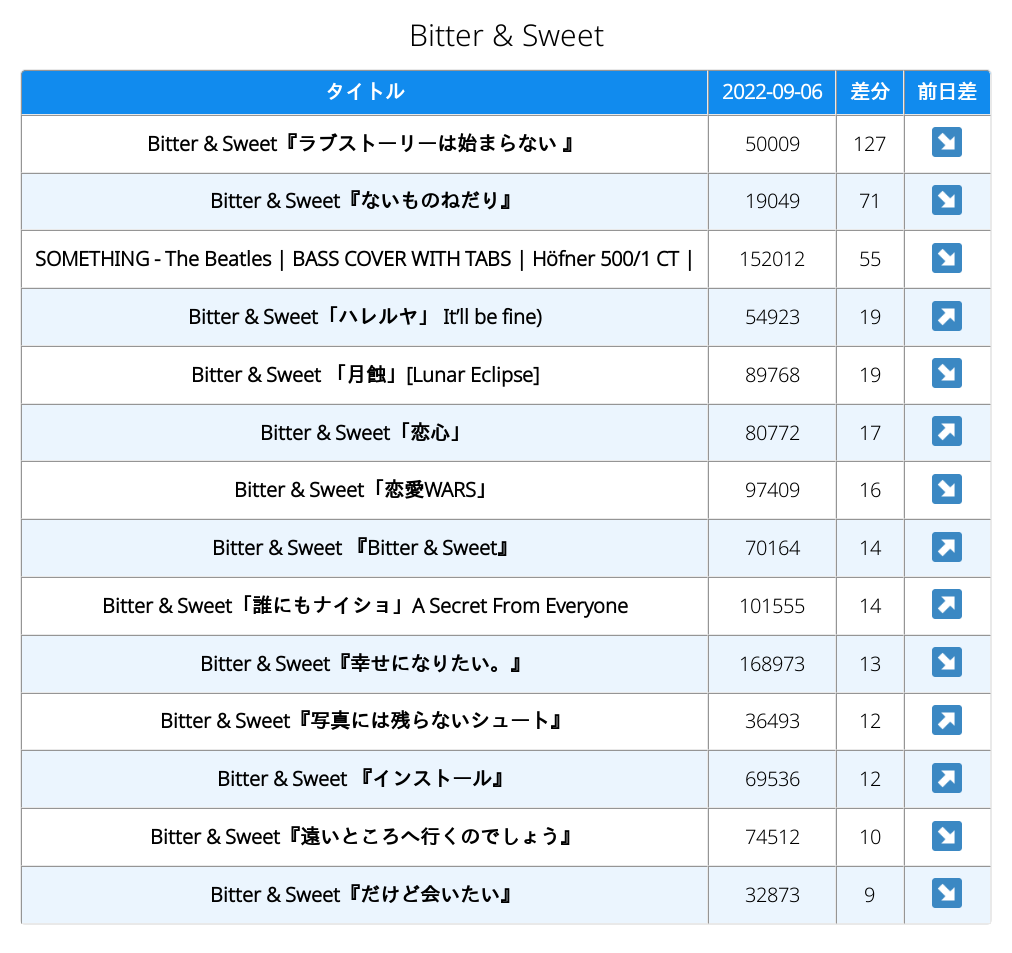 Bitter & Sweet
タイトル 2022-09-06 差分 前日差
Bitter & Sweet『ラブストーリーは始まらない 』 50009 127
Bitter & Sweet『ないものねだり』 19049 71
SOMETHING - The Beatles | BASS COVER WITH TABS | Höfner 500/1 CT | 152012 55
Bitter & Sweet「ハレルヤ」 It’ll be fine) 54923 19
Bitter & Sweet 「月蝕」[Lunar Eclipse] 89768 19
Bitter & Sweet「恋心」 80772 17
Bitter & Sweet「恋愛WARS」 97409 16
Bitter & Sweet 『Bitter & Sweet』 70164 14
Bitter & Sweet「誰にもナイショ」A Secret From Everyone 101555 14
Bitter & Sweet『幸せになりたい。』 168973 13
Bitter & Sweet『写真には残らないシュート』 36493 12
Bitter & Sweet 『インストール』 69536 12
Bitter & Sweet『遠いところへ行くのでしょう』 74512 10
Bitter & Sweet『だけど会いたい』 32873 9